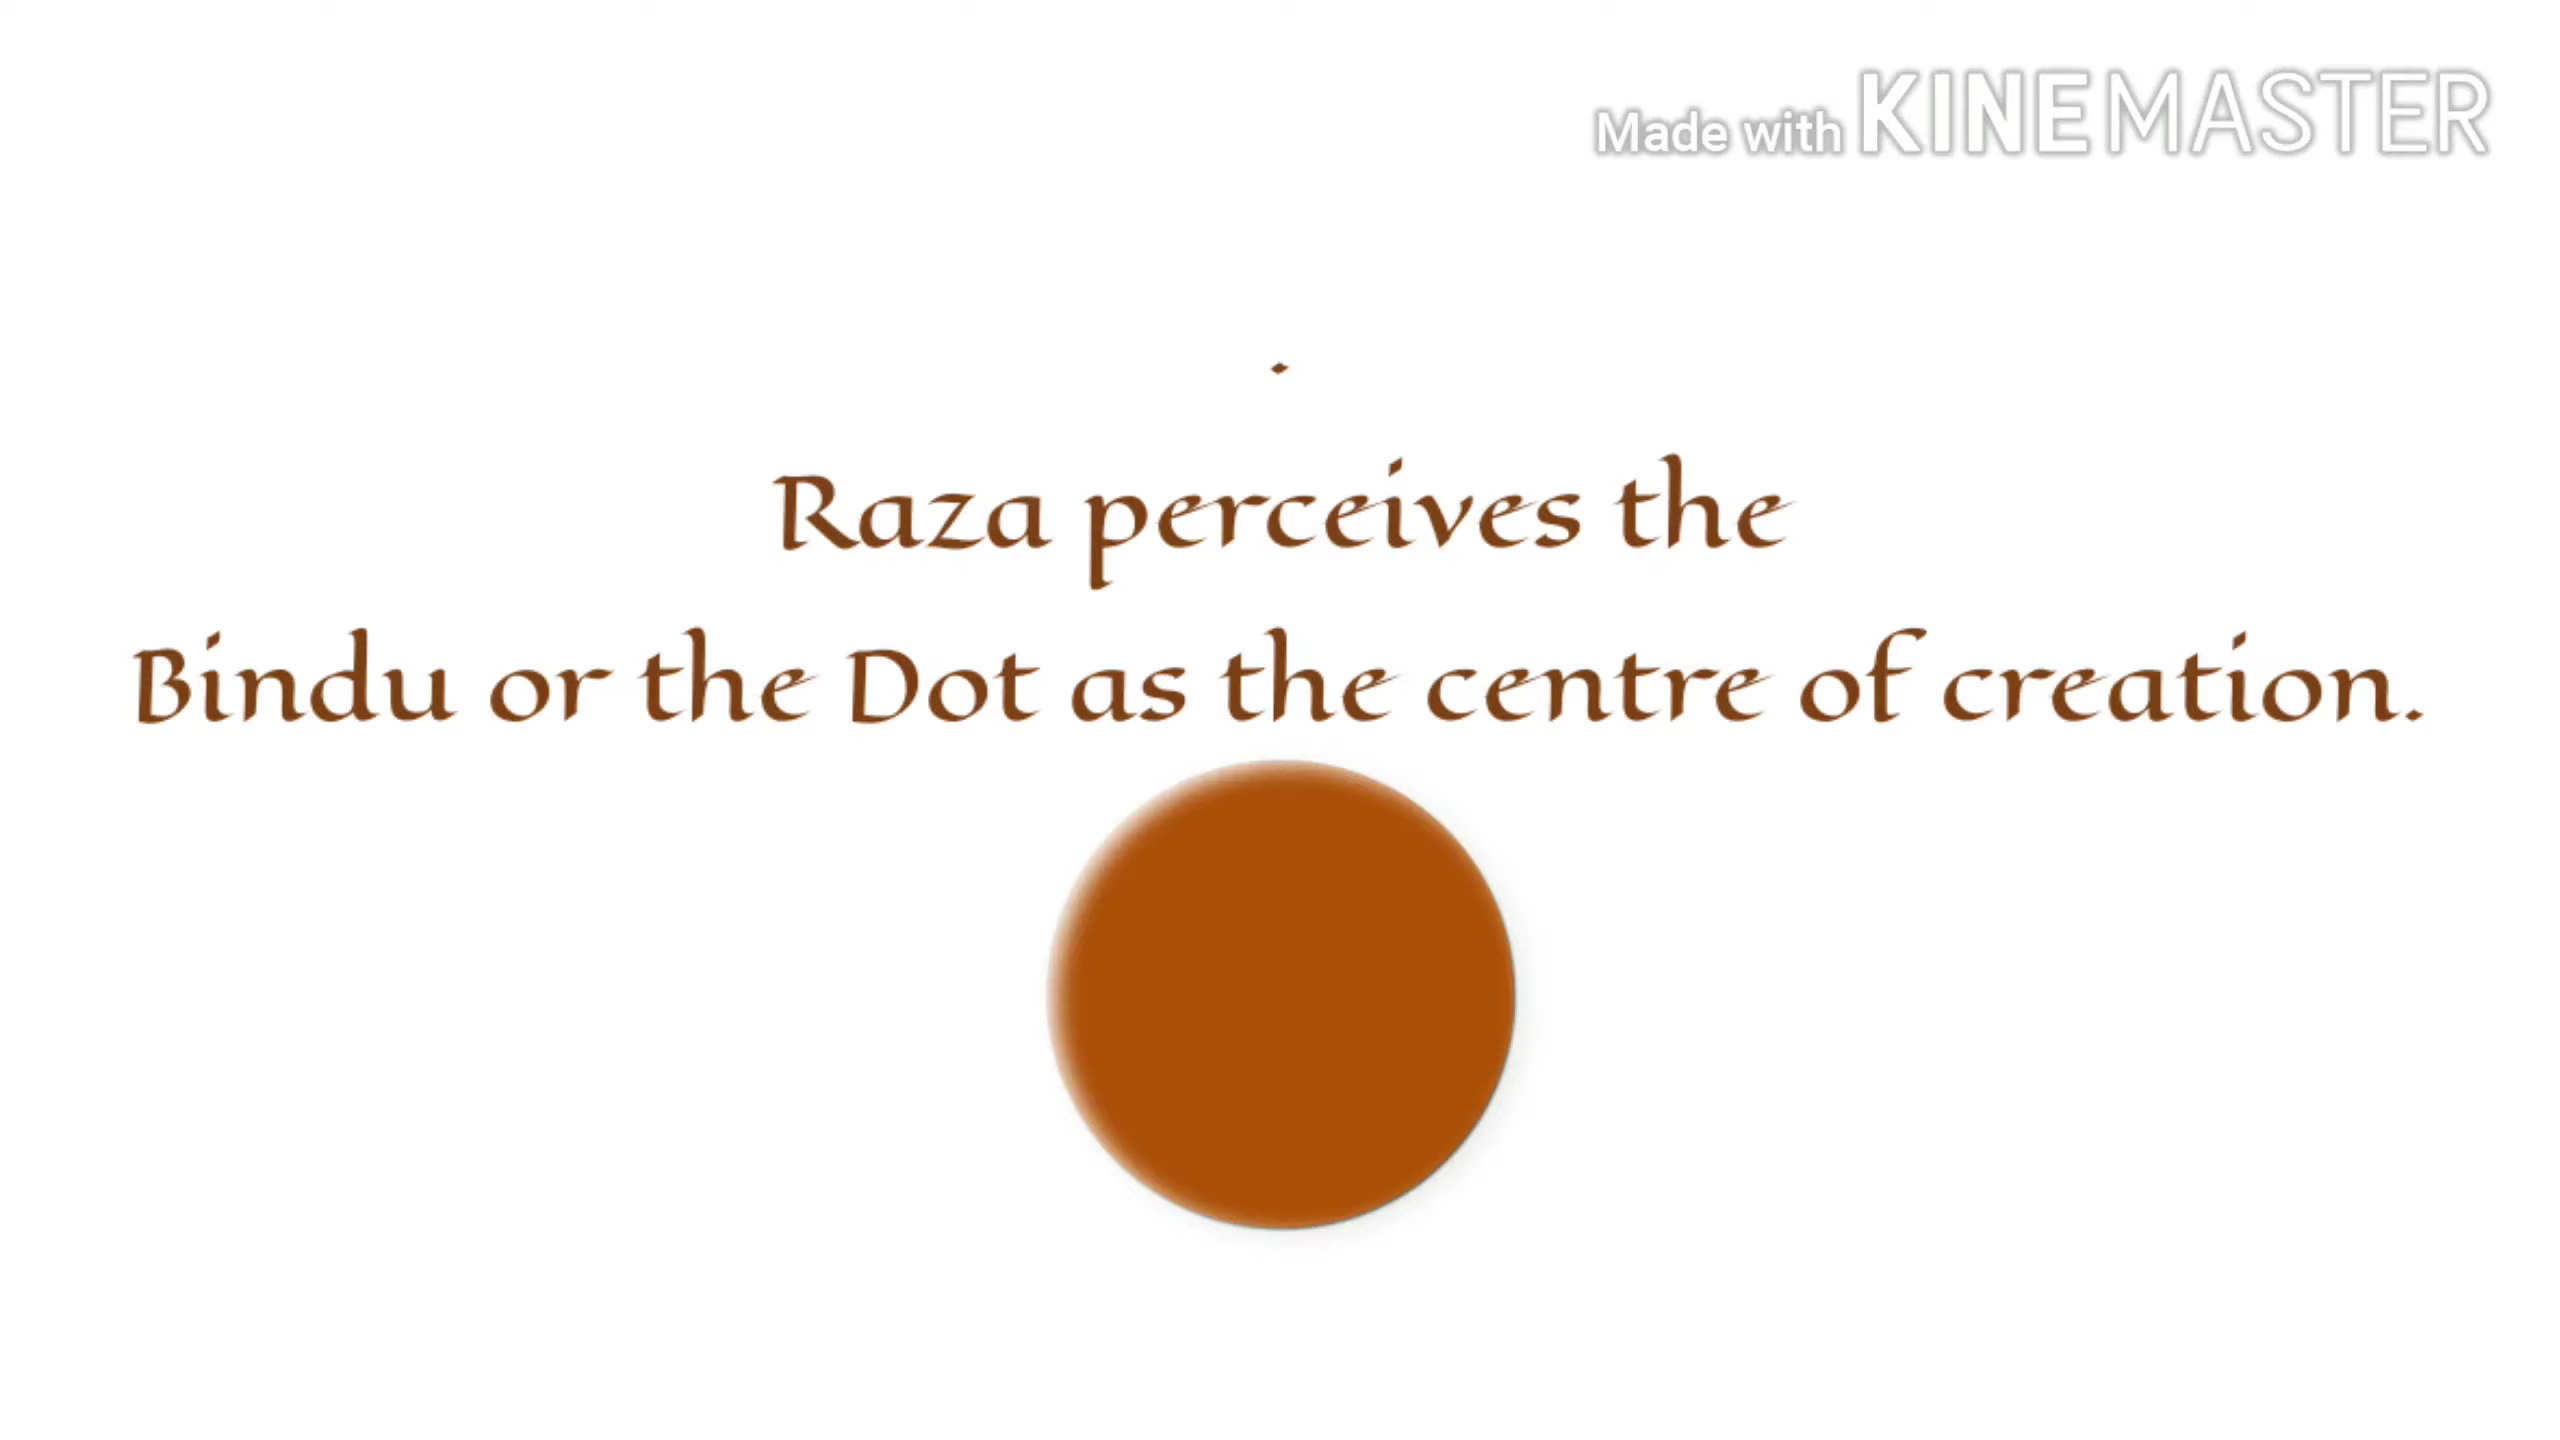 Made with KINEMASTER
.
Raza perceives the
Bindu or the Dot as the centre of creation.